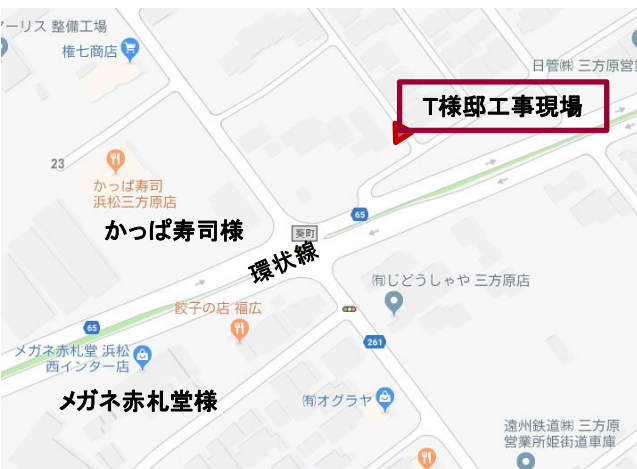 アーリス 整備工場
権七商店
日管㈱ 三方原営業
T様邸工事現場
23
かっぱ寿司
浜松三方原店
かっぱ寿司様
65
葵町
環状線
㈲じどうしゃや 三方原店
餃子の店 福広
65
261
メガネ赤札堂 浜松
西インター店
メガネ赤札堂様
㈲オグラヤ
遠州鉄道㈱ 三方原
営業所姫街道車庫